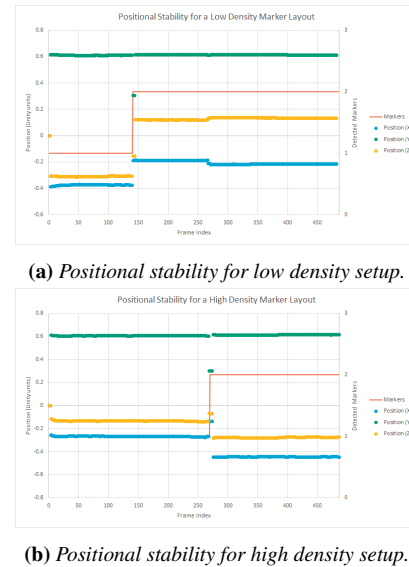 Positional Stability for a Low Density Marker Layout
0.8
0.6
0.4
0.2
0
-0.2
-0.4
-0.6
Position (Unity units)
0 50 100 150 200 250 300 350 400 450
Frame Index
3
2
1
0
Detected Markers
Markers
Position (X
Position (Y
Position (Z
(a) Positional stability for low density setup.
Positional Stability for a High Density Marker Layout
0.8
0.6
0.4
0.2
0
-0.2
-0.4
-0.6
-0.8
Position (Unity units)
0 50 100 150 200 250 300 350 400 450
Frame Index
3
2
1
0
Detected Markers
Markers
Position (X
Position (Y
Position (Z
(b) Positional stability for high density setup.